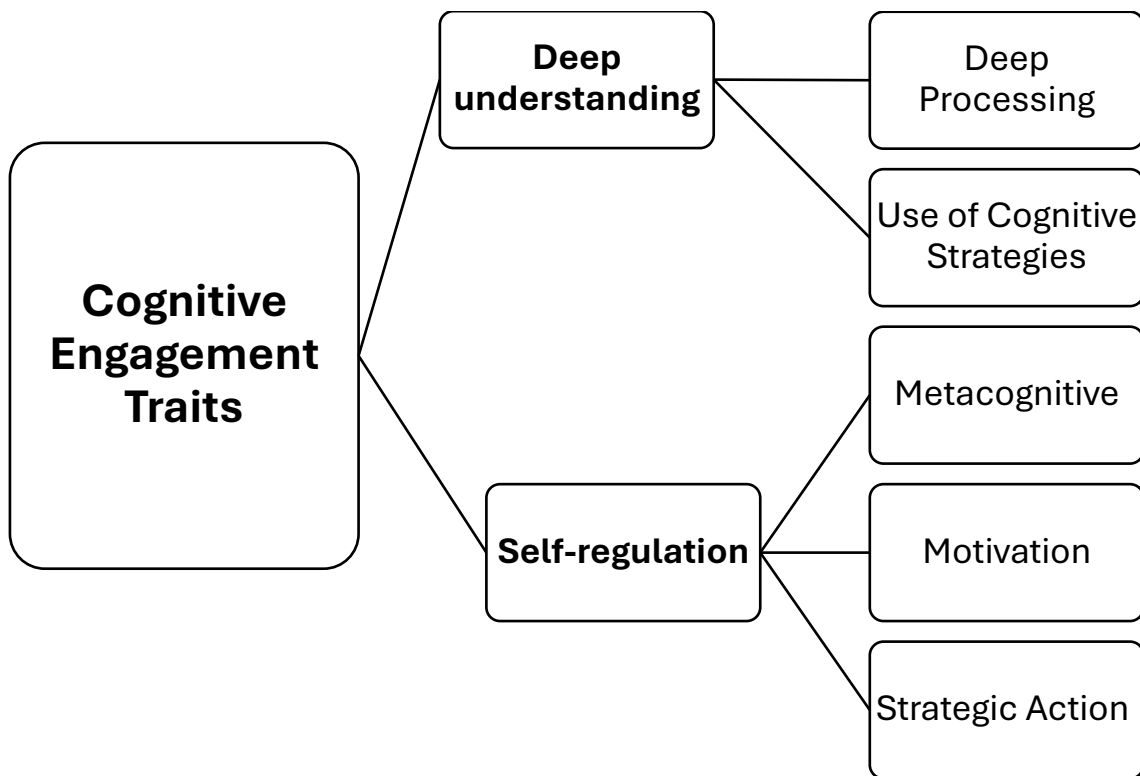 Deep
understanding
Deep
Processing
Use of Cognitive
Strategies
Cognitive
Engagement
Traits
Metacognitive
Self-regulation
Motivation
Strategic Action